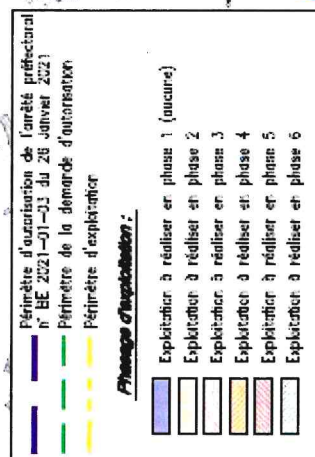 Périmètre d'autorisation de l'arrêté préfectoral
n° BE 2021-01-03 du 26 Janvier 2021
Périmètre de la demande d'autorisation
Périmètre d'exploitation
Phasage d'exploitation :
Exploitation à réaliser en phase 1 (aucune)
Exploitation à réaliser en phase 2
Exploitation à réaliser en phase 3
Exploitation à réaliser en phase 4
Exploitation à réaliser en phase 5
Exploitation à réaliser en phase 6